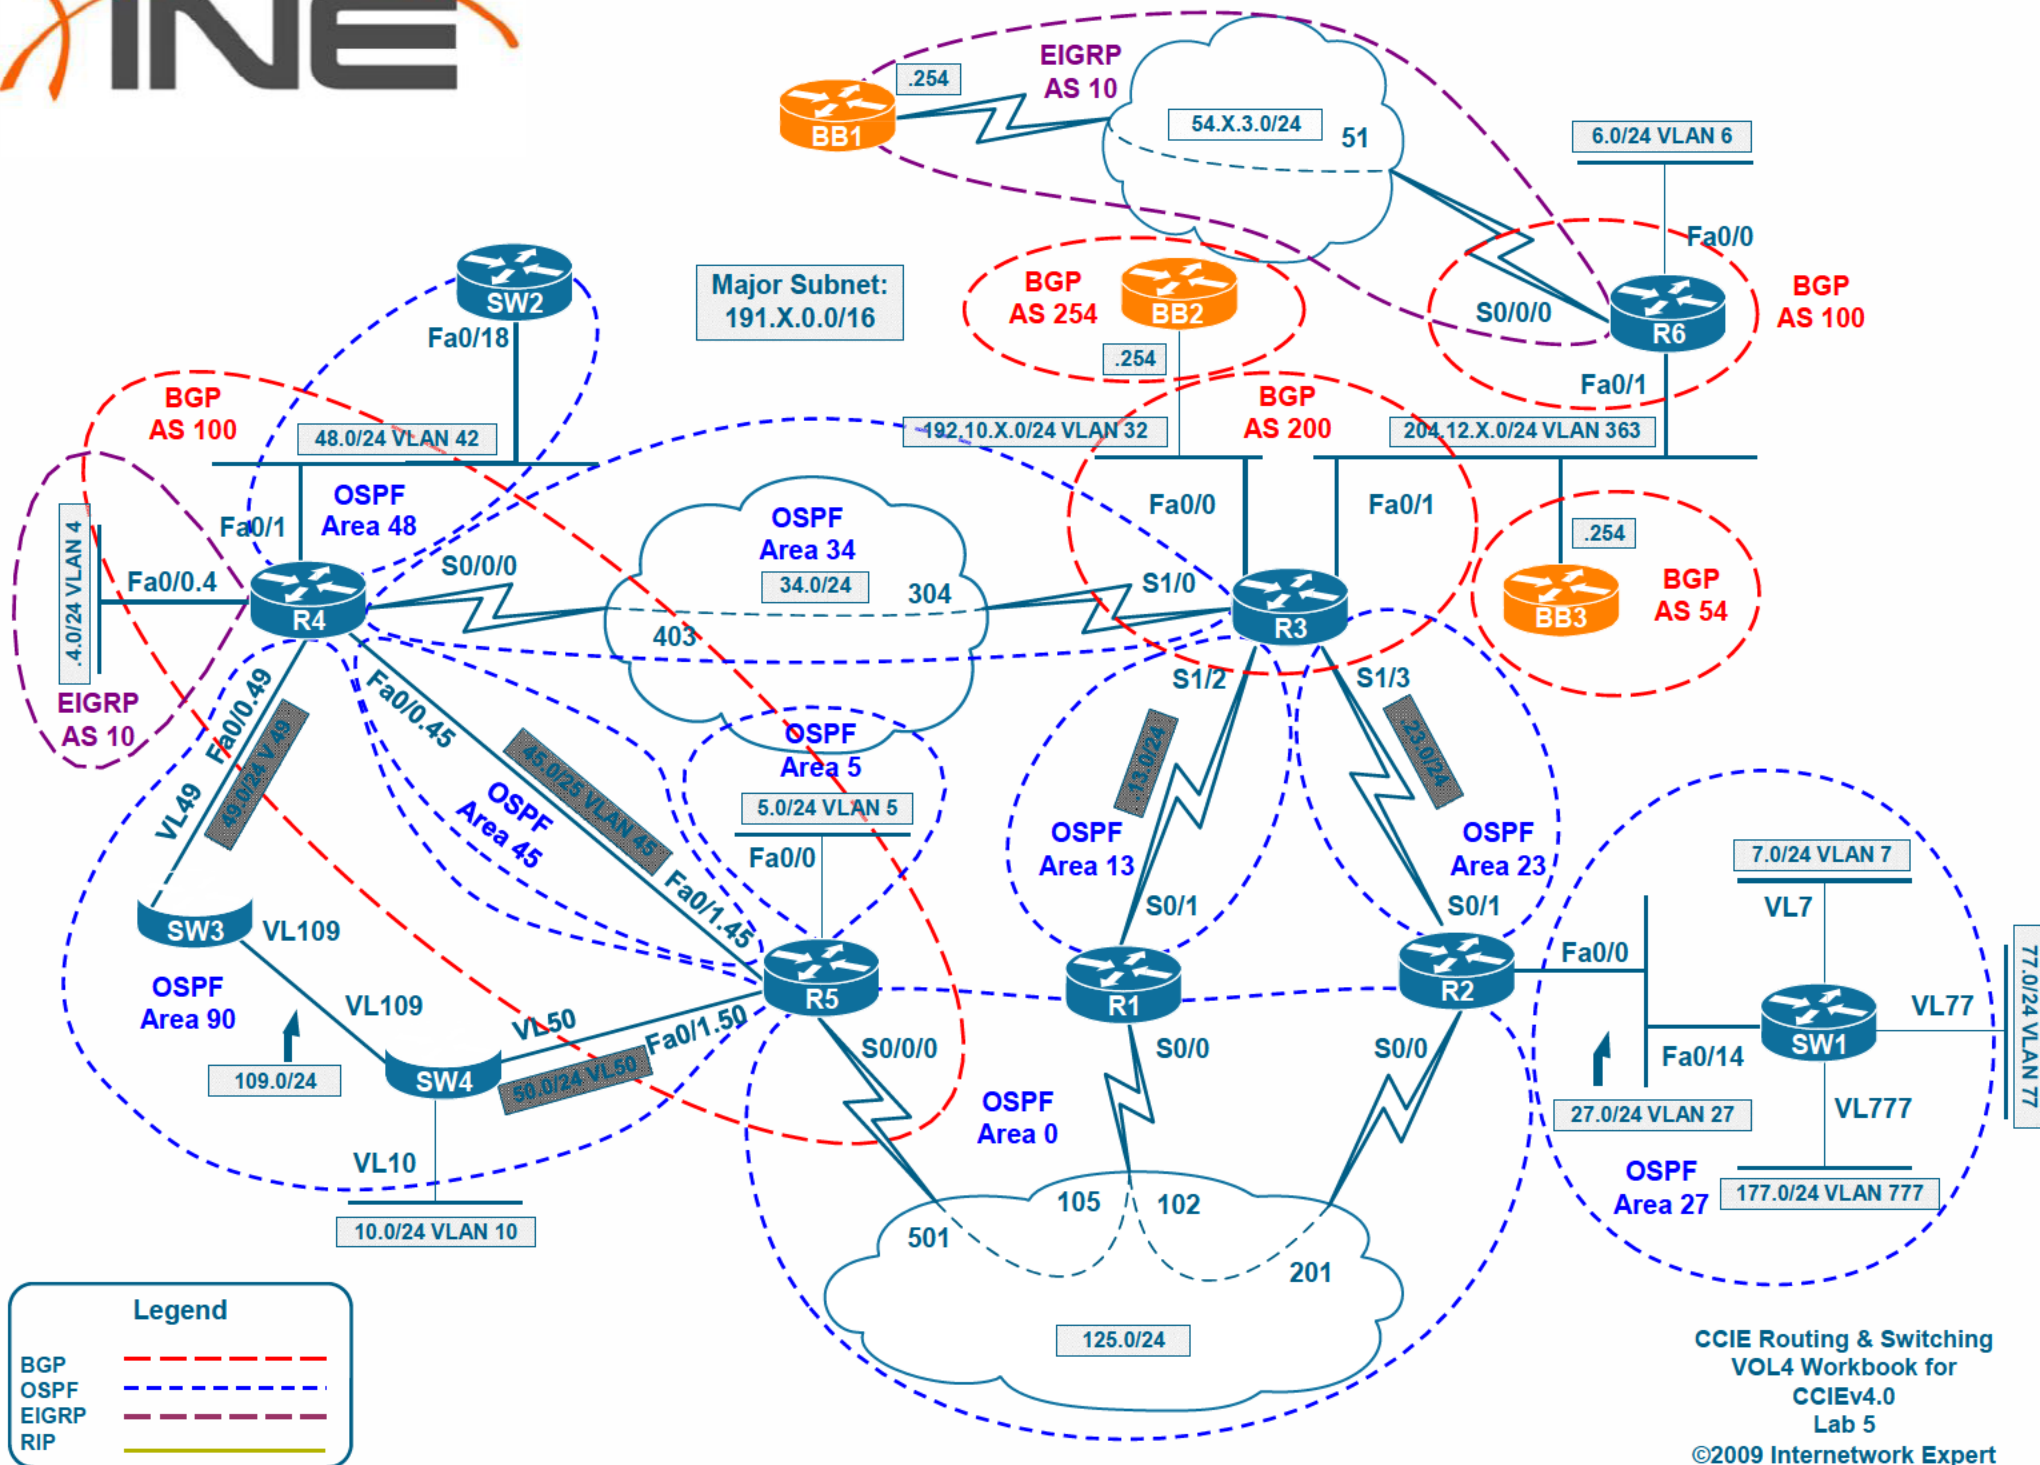 INE
EIGRP
AS 10
.254
BB1
54.X.3.0/24
51
6.0/24 VLAN 6
Fa0/0
SW2
Fa0/18
Major Subnet:
191.X.0.0/16
BGP
AS 254
BB2
.254
S0/0/0
R6
BGP
AS 100
Fa0/1
BGP
AS 100
48.0/24 VLAN 42
192.10.X.0/24 VLAN 32
BGP
AS 200
204.12.X.0/24 VLAN 363
OSPF
Area 48
Fa0/1
.4.0/24 VLAN 4
Fa0/0.4
R4
EIGRP
AS 10
S0/0/0
OSPF
Area 34
34.0/24
304
403
S1/0
Fa0/0
Fa0/1
R3
.254
BB3
BGP
AS 54
Fa0/0.49
49.0/24 V 49
VL49
Fa0/0.45
45.0/25 VLAN 45
OSPF
Area 45
Fa0/1.45
OSPF
Area 5
5.0/24 VLAN 5
Fa0/0
S1/2
.13.0/24
S1/3
.23.0/24
OSPF
Area 13
OSPF
Area 23
S0/1
S0/1
7.0/24 VLAN 7
VL7
SW3
VL109
OSPF
Area 90
VL109
109.0/24
SW4
VL50
Fa0/1.50
50.0/24 VL50
VL10
10.0/24 VLAN 10
R5
S0/0/0
R1
S0/0
R2
S0/0
Fa0/0
Fa0/14
SW1
VL77
77.0/24 VLAN 77
27.0/24 VLAN 27
VL777
OSPF
Area 27
177.0/24 VLAN 777
OSPF
Area 0
105
102
501
201
125.0/24
Legend
BGP
OSPF
EIGRP
RIP
CCIE Routing & Switching
VOL4 Workbook for
CCIEv4.0
Lab 5
©2009 Internetwork Expert